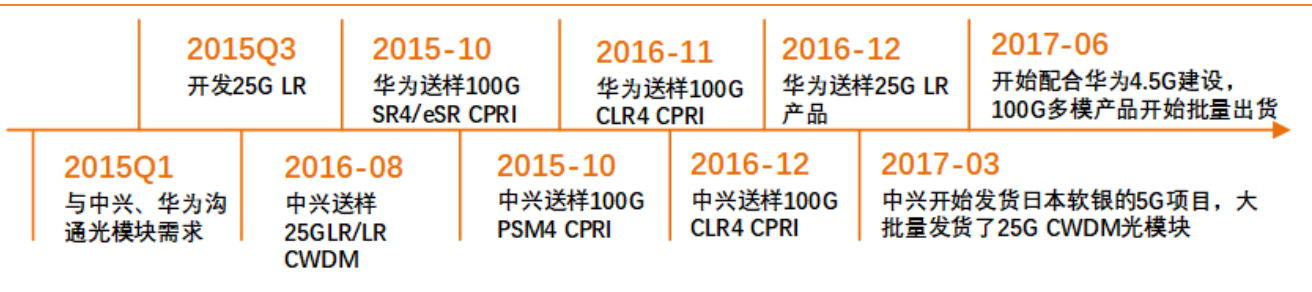 2015Q3
开发25G LR
2015-10
华为送样100G
SR4/eSR CPRI
2016-11
华为送样100G
CLR4 CPRI
2016-12
华为送样25G LR
产品
2017-06
开始配合华为4.5G建设，
100G多模产品开始批量出货
2015Q1
与中兴、华为沟
通光模块需求
2016-08
中兴送样
25GLR/LR
CWDM
2015-10
中兴送样100G
PSM4 CPRI
2016-12
中兴送样100G
CLR4 CPRI
2017-03
中兴开始发货日本软银的5G项目，大
批量发货了25G CWDM光模块